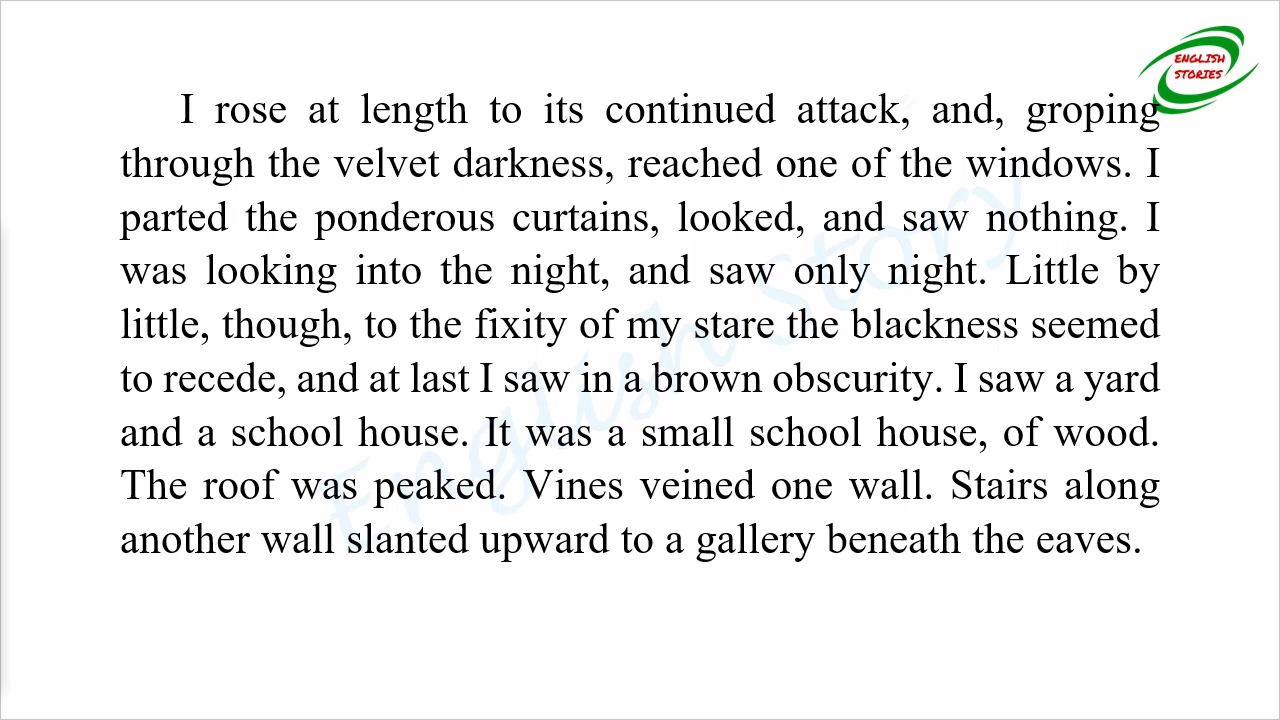 ENGLISH
STORIES
I rose at length to its continued attack, and, groping
through the velvet darkness, reached one of the windows. I
parted the ponderous curtains, looked, and saw nothing. I
was looking into the night, and saw only night. Little by
little, though, to the fixity of my stare the blackness seemed
to recede, and at last I saw in a brown obscurity. I saw a yard
and a school house. It was a small school house, of wood.
The roof was peaked. Vines veined one wall. Stairs along
another wall slanted upward to a gallery beneath the eaves.
English Story